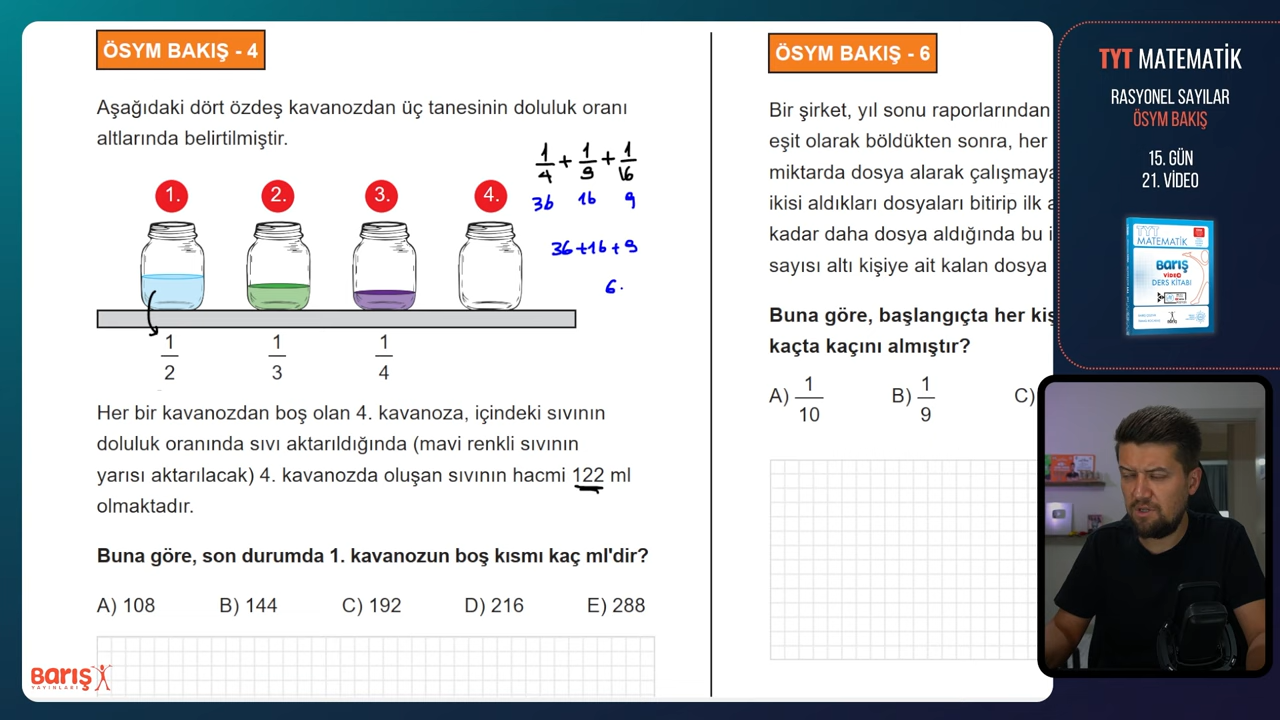 ÖSYM BAKIŞ - 4
Aşağıdaki dört özdeş kavanozdan üç tanesinin doluluk oranı
altlarında belirtilmiştir.
1/4 + 1/9 + 1/16
36 16 9
36+16+9
6.
1. 2. 3. 4.
1/2 1/3 1/4
Her bir kavanozdan boş olan 4. kavanoza, içindeki sıvının
doluluk oranında sıvı aktarıldığında (mavi renkli sıvının
yarısı aktarılacak) 4. kavanozda oluşan sıvının hacmi 122 ml
olmaktadır.
Buna göre, son durumda 1. kavanozun boş kısmı kaç ml'dir?
A) 108 B) 144 C) 192 D) 216 E) 288
BARIŞ
YAYINLARI
ÖSYM BAKIŞ - 6
Bir şirket, yıl sonu raporlarından
eşit olarak böldükten sonra, her
miktarda dosya alarak çalışmaya
ikisi aldıkları dosyaları bitirip ilk a
kadar daha dosya aldığında bu i
sayısı altı kişiye ait kalan dosya
Buna göre, başlangıçta her kiş
kaçta kaçını almıştır?
A) 1/10 B) 1/9 C)
TYT MATEMATİK
RASYONEL SAYILAR
ÖSYM BAKIŞ
15. GÜN
21. VİDEO
TYT
MATEMATİK
BARIŞ
VİDEO
DERS KİTABI